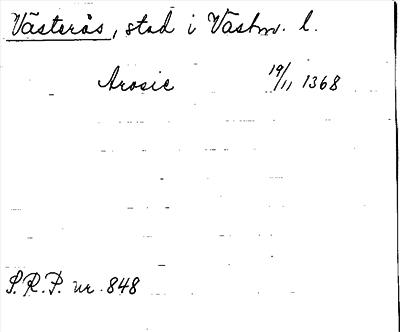 Västerås, stad i Västm. l.
Arosie 19/11 1368
S.R.P. nr. 848